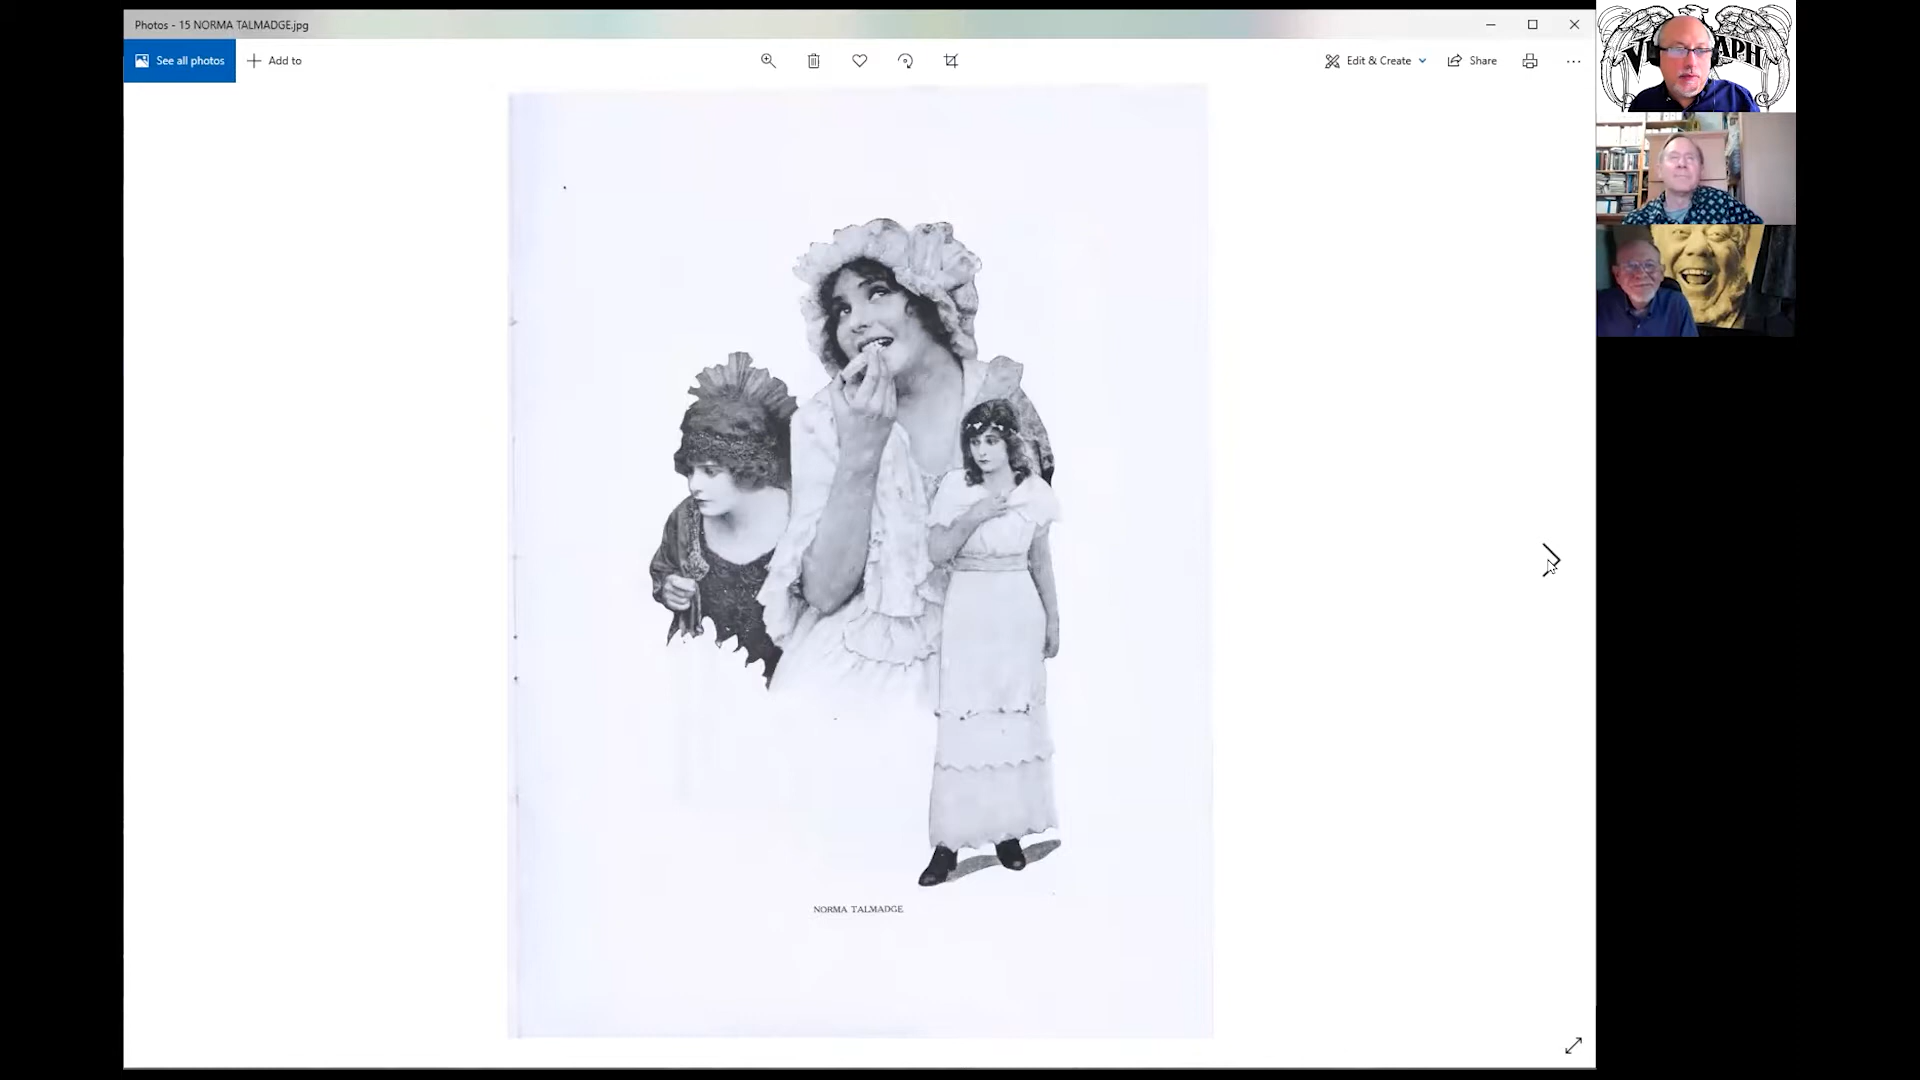 Photos - 15 NORMA TALMADGE.jpg
See all photos
Add to
Edit & Create
Share
NORMA TALMADGE